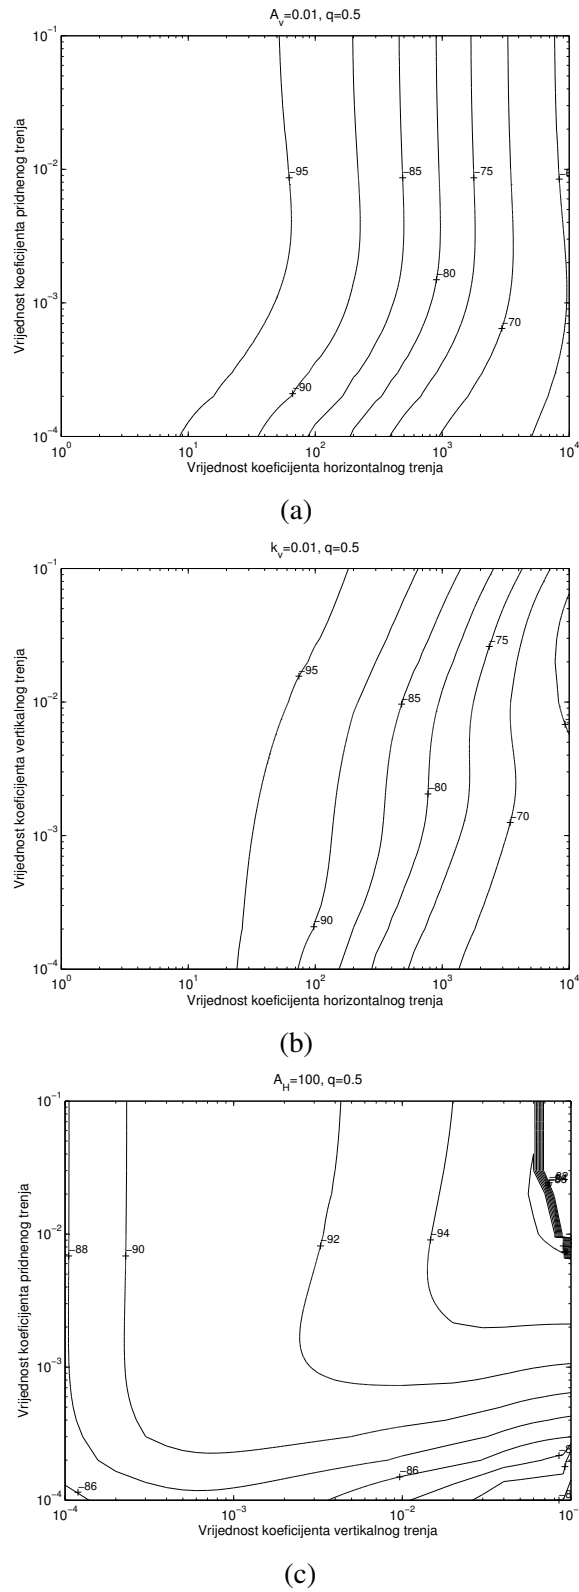 A_v=0.01, q=0.5
Vrijednost koeficijenta pridnenog trenja
10^-1
10^-2
10^-3
10^-4
−95
−85
−75
−80
−70
−90
10^0 10^1 10^2 10^3 10^4
Vrijednost koeficijenta horizontalnog trenja
(a)
k_v=0.01, q=0.5
Vrijednost koeficijenta vertikalnog trenja
10^-1
10^-2
10^-3
10^-4
−75
−95
−85
−80
−70
−90
10^0 10^1 10^2 10^3 10^4
Vrijednost koeficijenta horizontalnog trenja
(b)
A_H=100, q=0.5
Vrijednost koeficijenta pridnenog trenja
10^-1
10^-2
10^-3
10^-4
−88
−90
−92
−94
−86
−86
10^-4 10^-3 10^-2
Vrijednost koeficijenta vertikalnog trenja
(c)